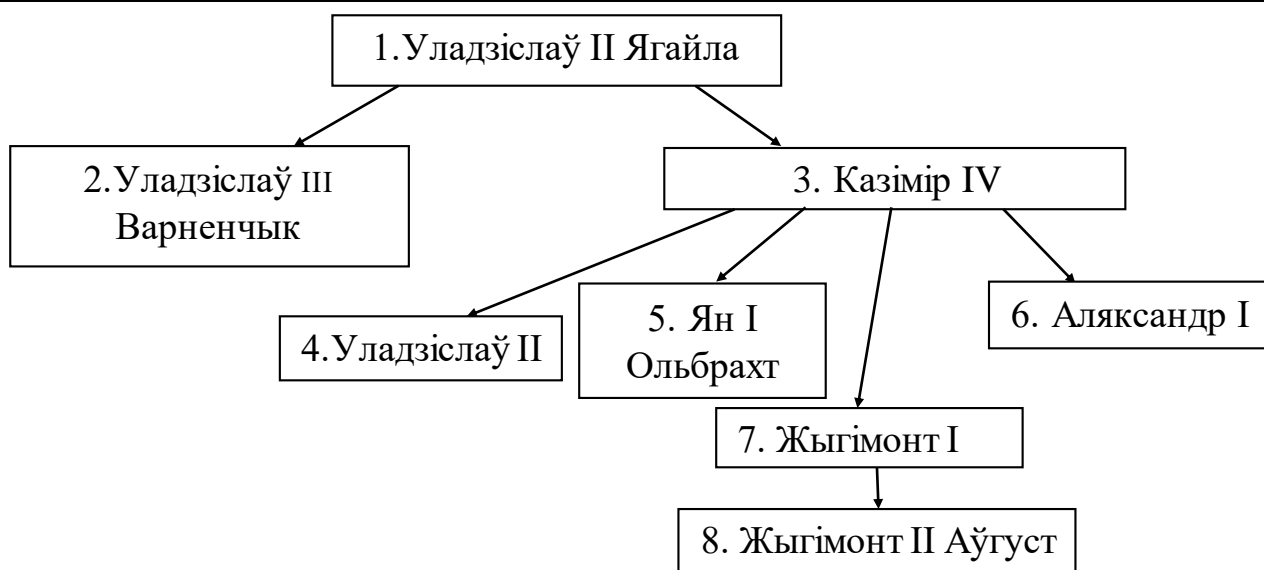 1.Уладзіслаў II Ягайла
2.Уладзіслаў III
Варненчык
3. Казімір IV
4.Уладзіслаў II
5. Ян I
Ольбрахт
6. Аляксандр I
7. Жыгімонт I
8. Жыгімонт II Аўгуст